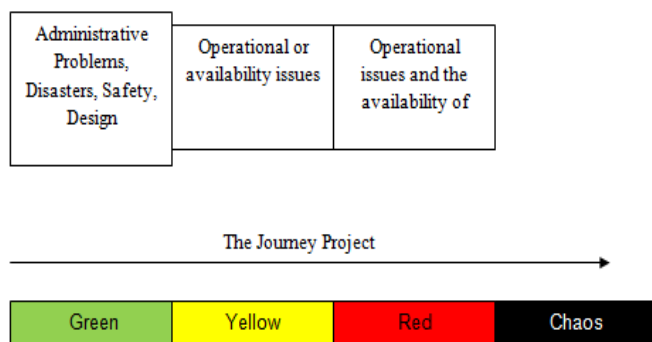 Administrative
Problems,
Disasters, Safety,
Design
Operational or
availability issues
Operational
issues and the
availability of
The Journey Project
Green
Yellow
Red
Chaos